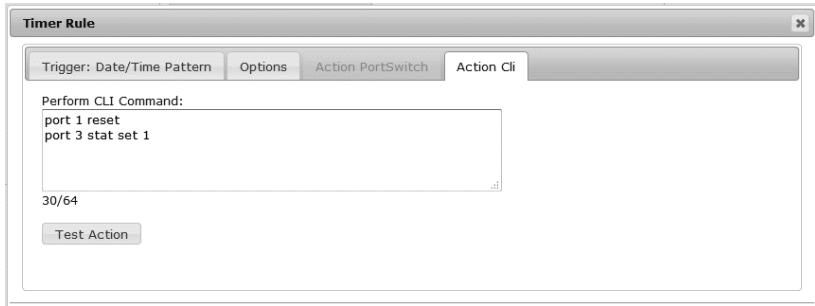 Timer Rule
Trigger: Date/Time Pattern Options Action PortSwitch Action Cli
Perform CLI Command:
port 1 reset
port 3 stat set 1
30/64
Test Action